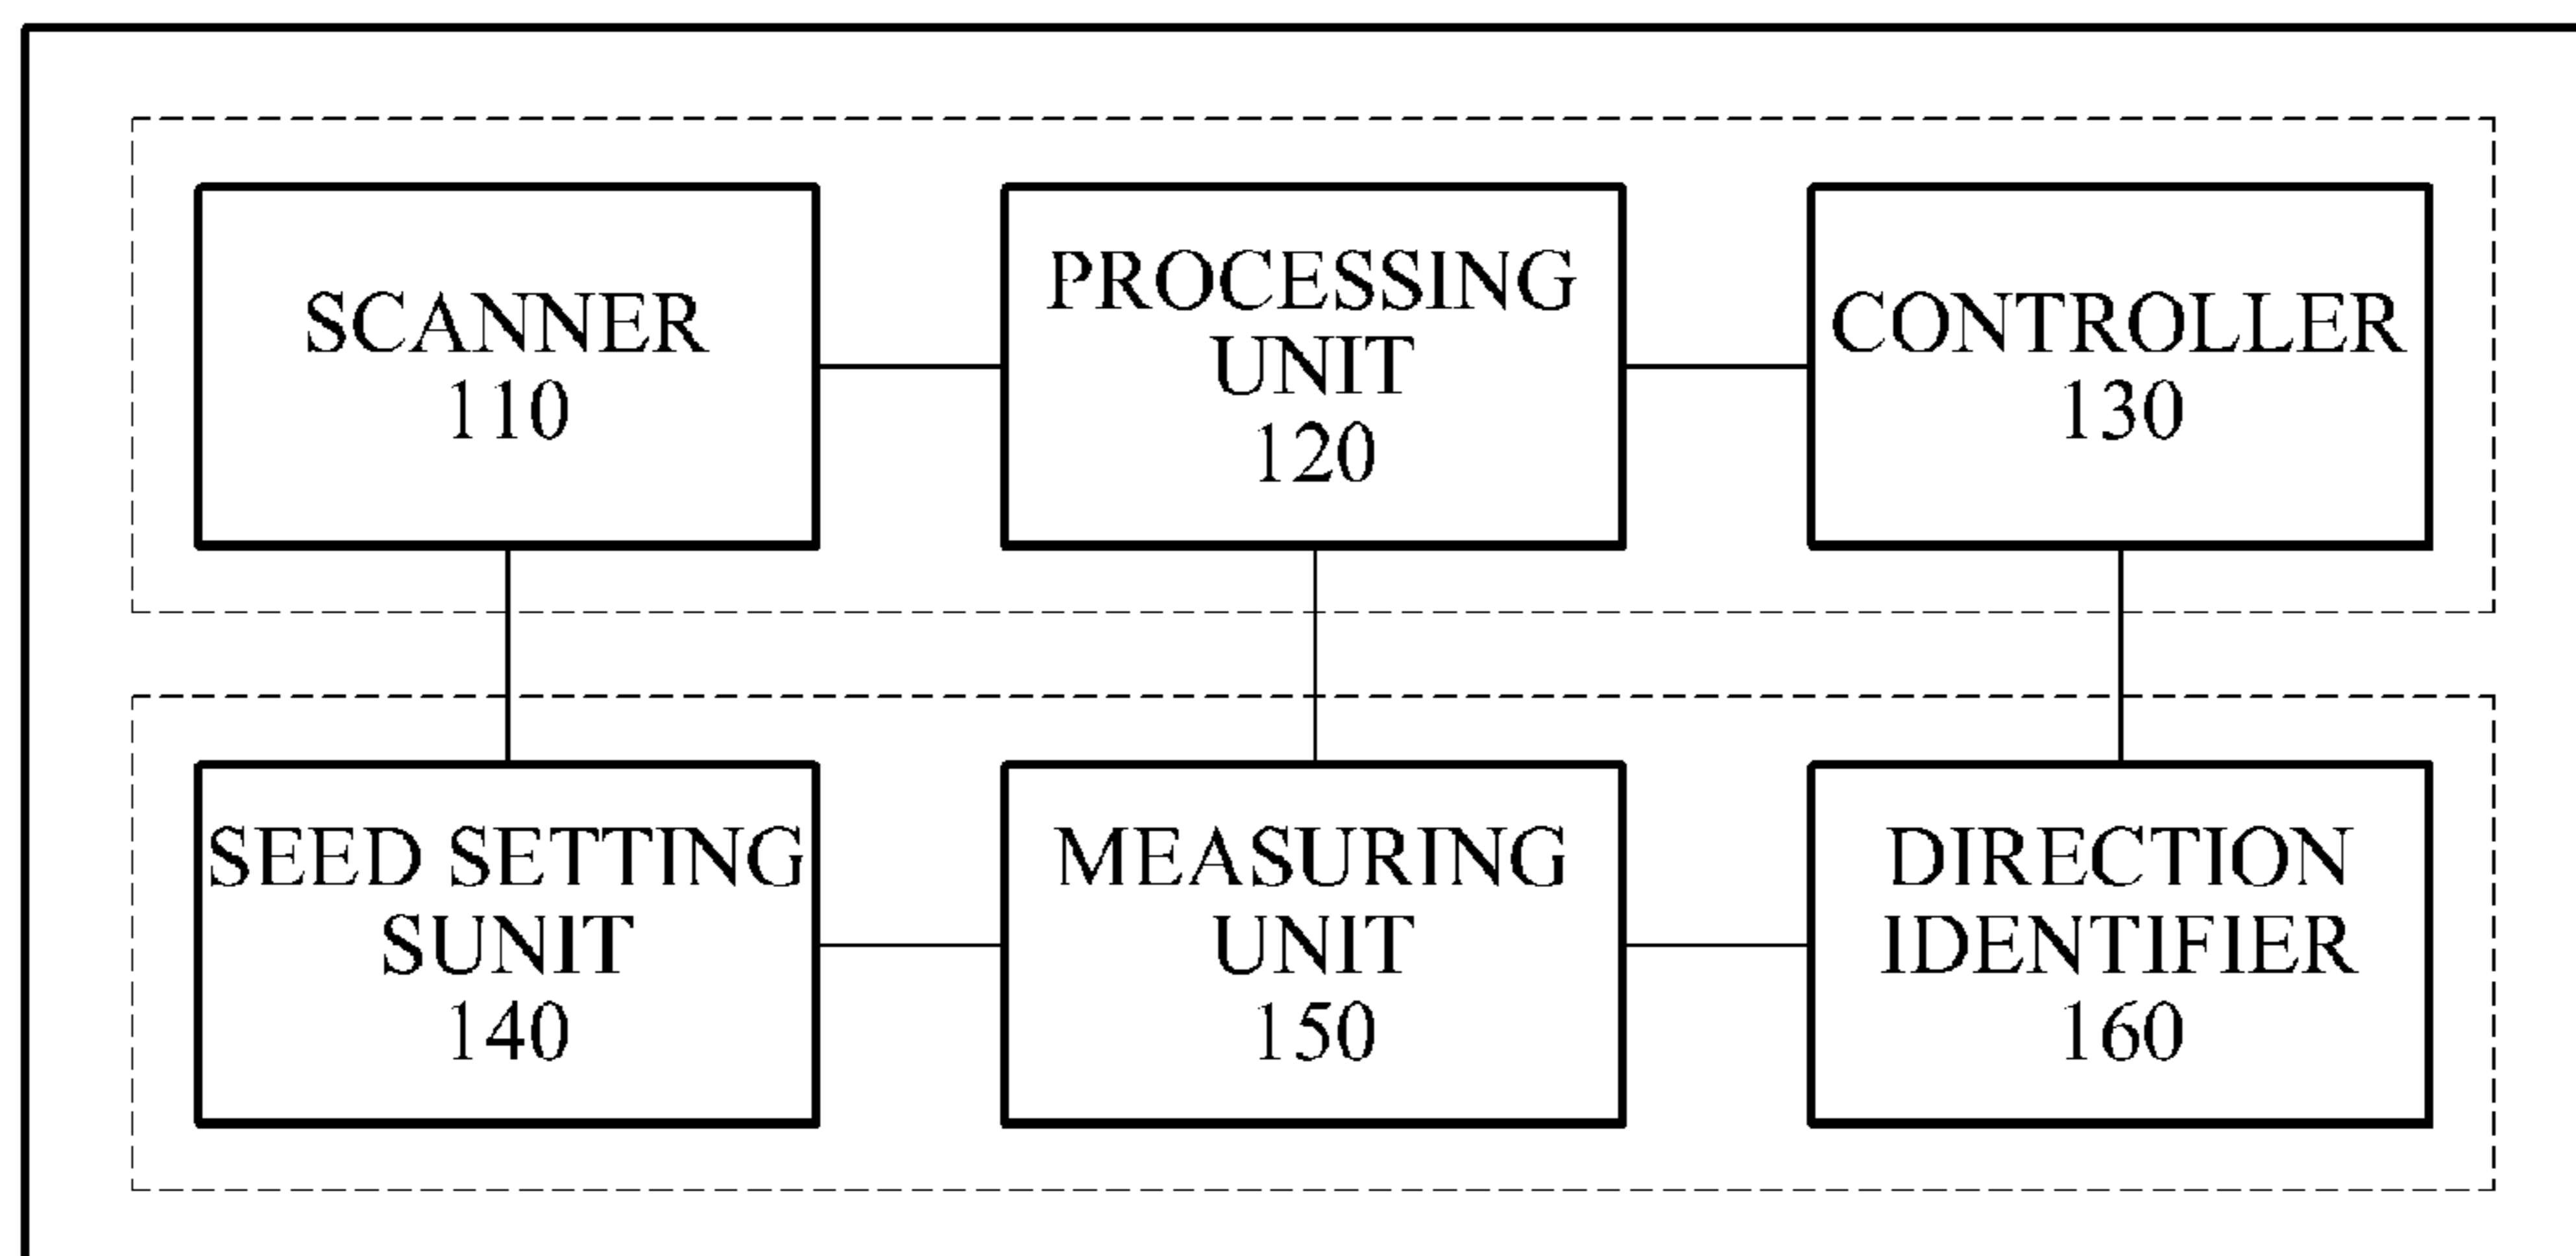 SCANNER
110
PROCESSING
UNIT
120
CONTROLLER
130
SEED SETTING
SUNIT
140
MEASURING
UNIT
150
DIRECTION
IDENTIFIER
160